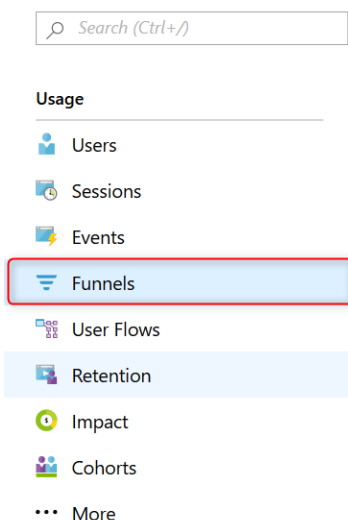 Search (Ctrl+/)
Usage
Users
Sessions
Events
Funnels
User Flows
Retention
Impact
Cohorts
More